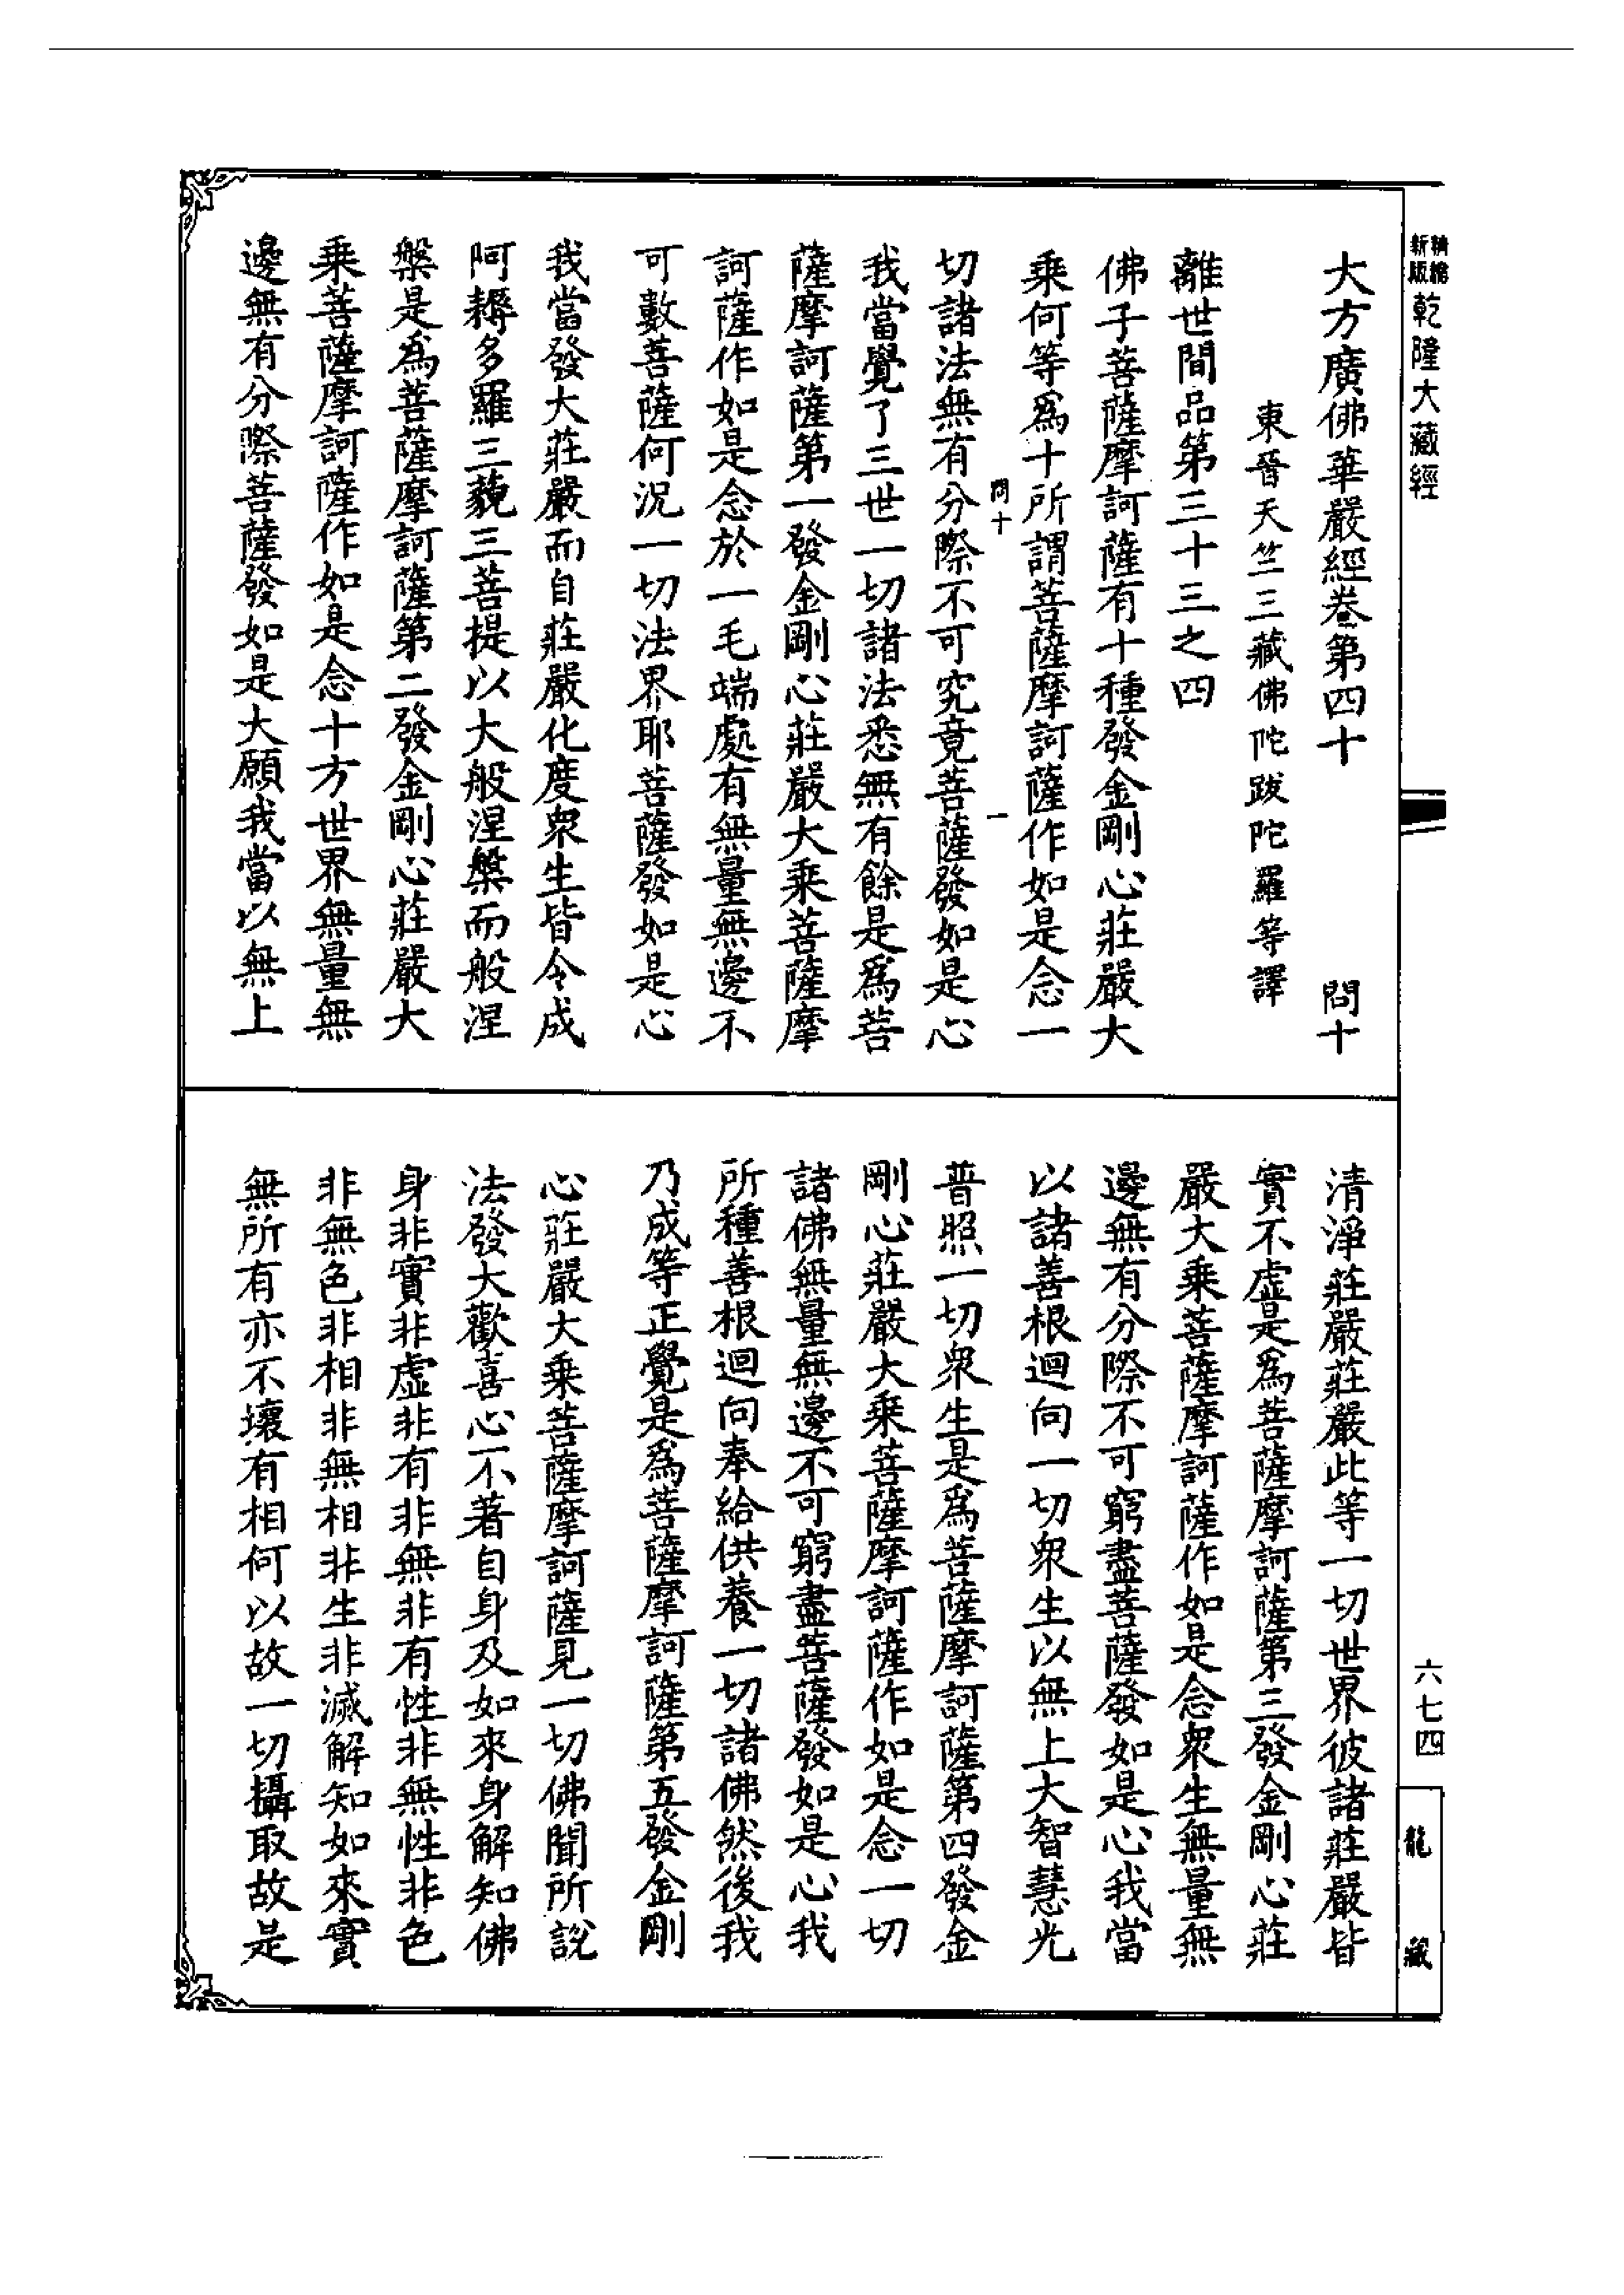 新版精縮乾隆大藏經
大方廣佛華嚴經卷第四十 問十
東晉天竺三藏佛陀跋陀羅等譯
離世間品第三十三之四
佛子菩薩摩訶薩有十種發金剛心莊嚴大
乘何等爲十所謂菩薩摩訶薩作如是念一
問十 一
切諸法無有分際不可究竟菩薩發如是心
我當覺了三世一切諸法悉無有餘是爲菩
薩摩訶薩第一發金剛心莊嚴大乘菩薩摩
訶薩作如是念於一毛端處有無量無邊不
可數菩薩何況一切法界耶菩薩發如是心
我當發大莊嚴而自莊嚴化度衆生皆令成
阿耨多羅三藐三菩提以大般涅槃而般涅
槃是爲菩薩摩訶薩第二發金剛心莊嚴大
乘菩薩摩訶薩作如是念十方世界無量無
邊無有分際菩薩發如是大願我當以無上
清淨莊嚴莊嚴此等一切世界彼諸莊嚴皆
實不虛是爲菩薩摩訶薩第三發金剛心莊
嚴大乘菩薩摩訶薩作如是念衆生無量無
邊無有分際不可窮盡菩薩發如是心我當
以諸善根迴向一切衆生以無上大智慧光
普照一切衆生是爲菩薩摩訶薩第四發金
剛心莊嚴大乘菩薩摩訶薩作如是念一切
諸佛無量無邊不可窮盡菩薩發如是心我
所種善根迴向奉給供養一切諸佛然後我
乃成等正覺是爲菩薩摩訶薩第五發金剛
心莊嚴大乘菩薩摩訶薩見一切佛聞所說
法發大歡喜心不著自身及如來身解知佛
身非實非虛非有非無非有性非無性非色
非無色非相非無相非生非滅解知如來實
無所有亦不壞有相何以故一切攝取故是
六七四
龍藏